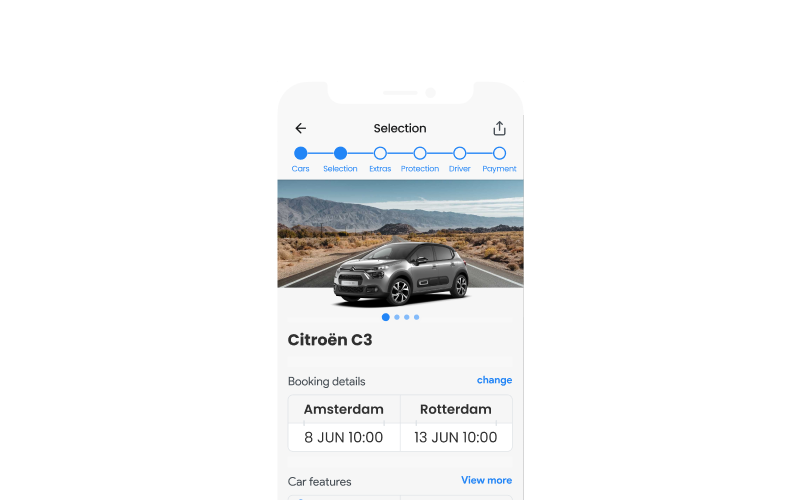 Selection
Cars Selection Extras Protection Driver Payment
Citroën C3
Booking details change
Amsterdam Rotterdam
8 JUN 10:00 13 JUN 10:00
Car features View more